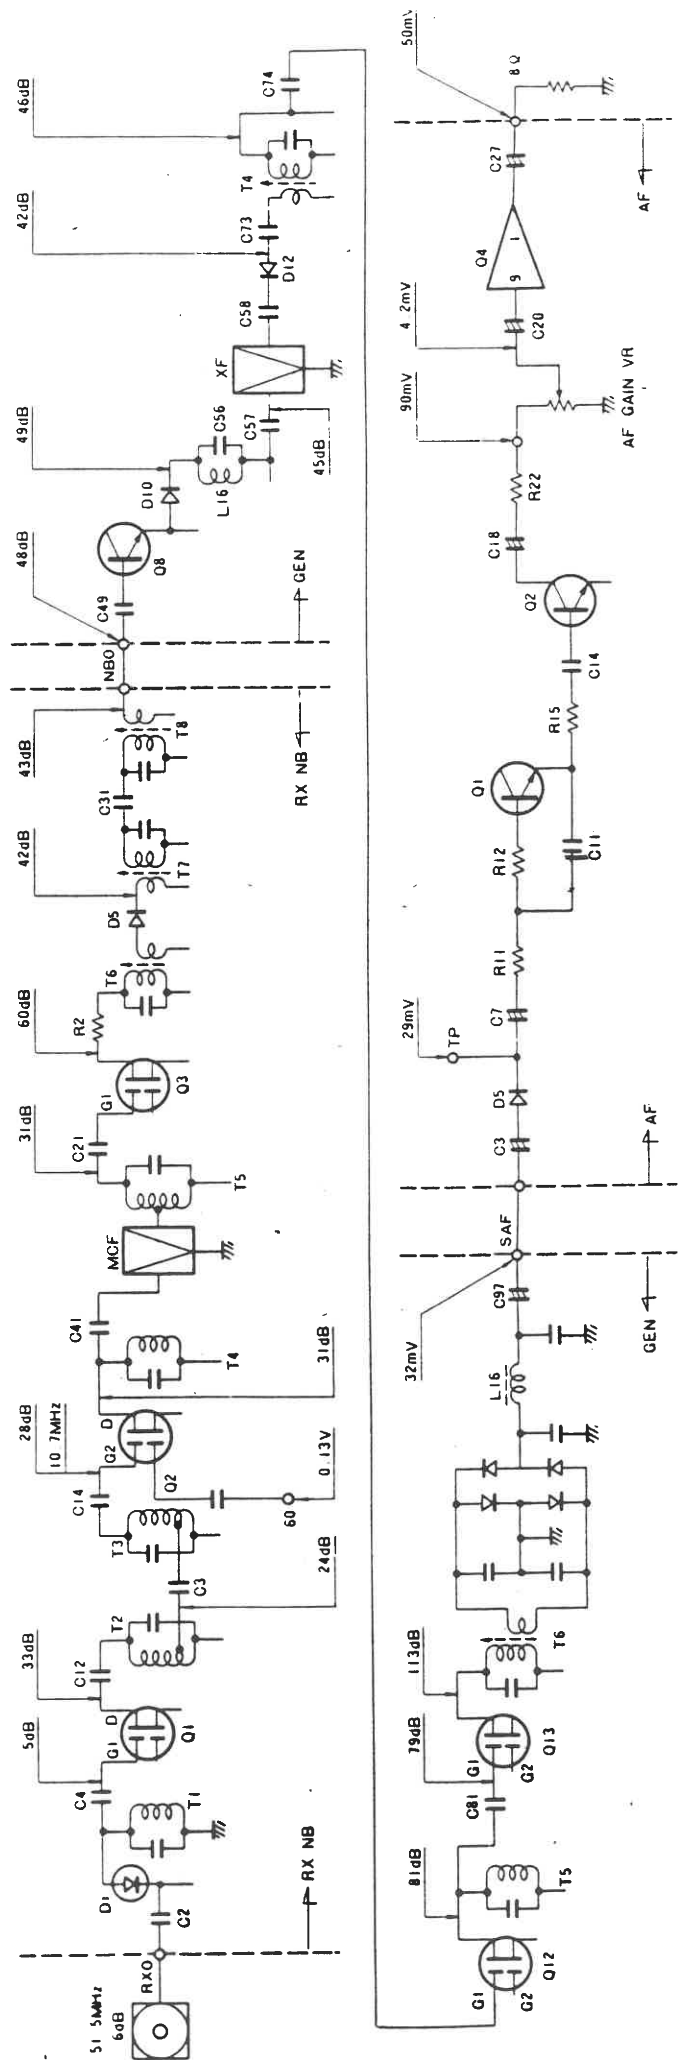 51 5MHz
6dB
RXO
C2
D1
RX NB
T1
C4
5dB
G1
Q1
D
33dB
C12
T2
24dB
C3
T3
C14
28dB
10 7MHz
G2
Q2
D
60
0.13V
31dB
T4
C41
MCF
T5
C21
31dB
G1
Q3
60dB
R2
T6
D5
42dB
T7
C31
T8
43dB
RX NB
NBO
48dB
GEN
C49
Q8
D10
49dB
L16
C56
C57
45dB
XF
C58
D12
42dB
C73
T4
46dB
C74
G1
G2
Q12
81dB
T5
C81
79dB
G1
G2
Q13
113dB
T6
L16
C97
32mV
GEN
SAF
AF
C3
D5
29mV
TP
C7
R11
R12
Q1
C11
R15
C14
Q2
C18
R22
90mV
AF GAIN VR
4 2mV
C20
9
Q4
1
C27
50mV
AF
8Ω